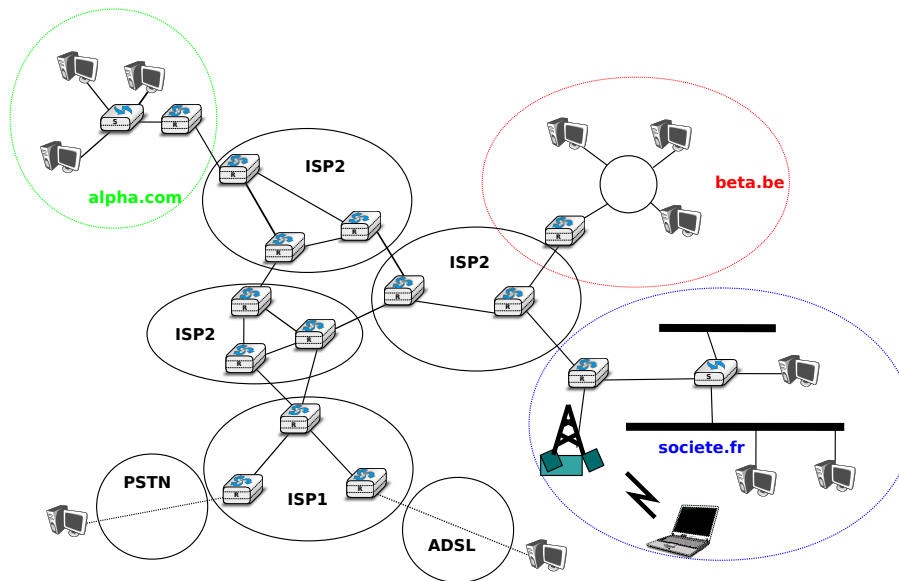 S
R
alpha.com
R
ISP2
R
R
beta.be
R
ISP2
R
R
R
ISP2
R
R
R
S
societe.fr
R
PSTN
R
ISP1
R
ADSL